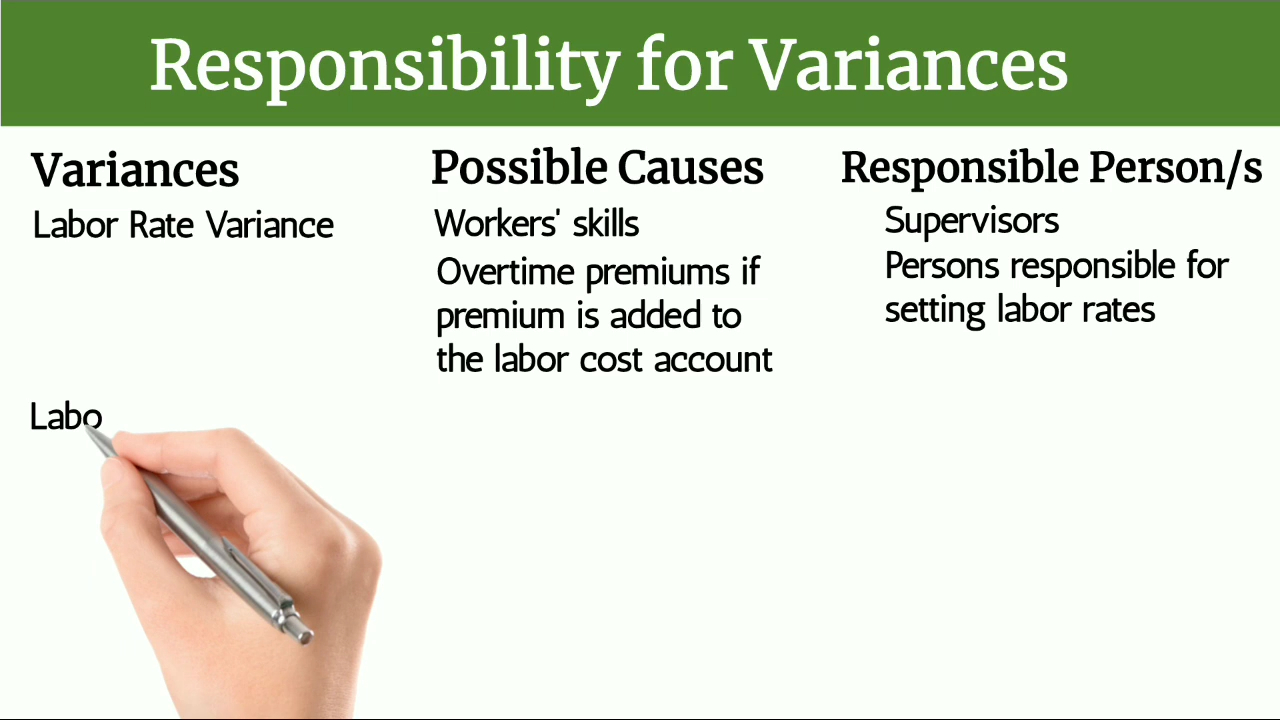 Responsibility for Variances
Variances
Possible Causes
Responsible Person/s
Labor Rate Variance
Workers' skills
Overtime premiums if
premium is added to
the labor cost account
Supervisors
Persons responsible for
setting labor rates
Labo